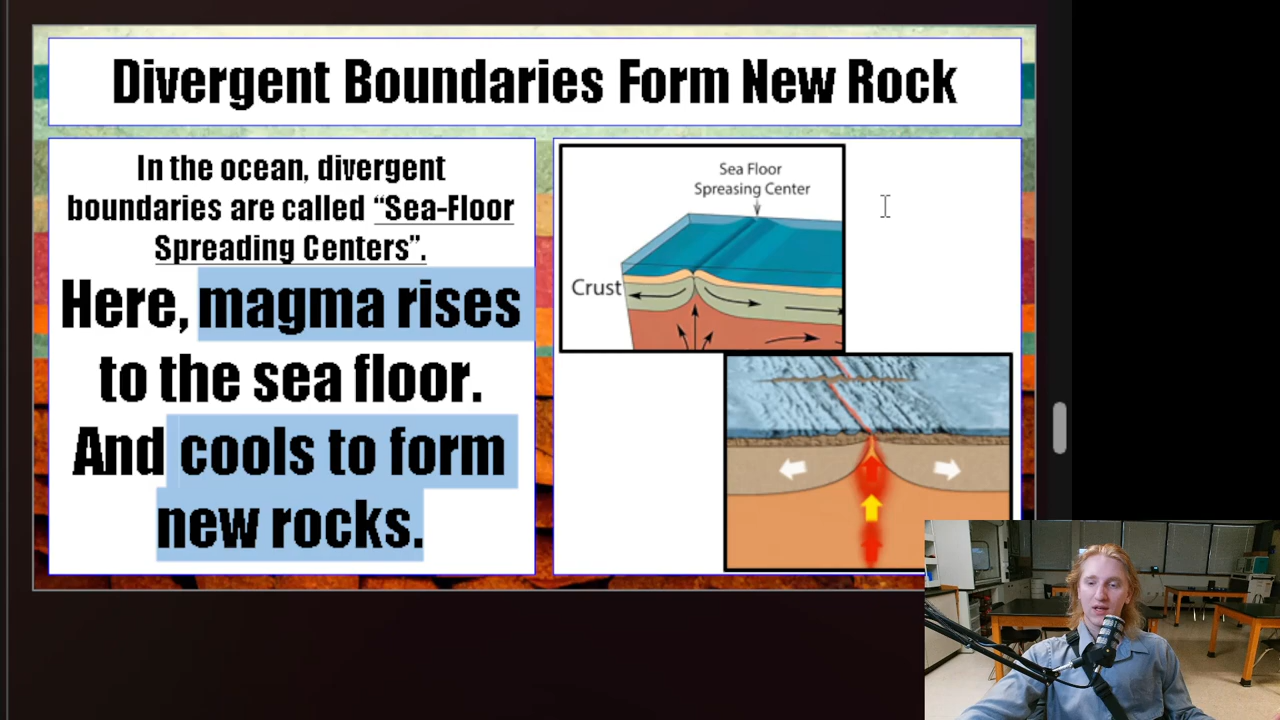 Divergent Boundaries Form New Rock
In the ocean, divergent
boundaries are called “Sea-Floor
Spreading Centers”.
Here, magma rises
to the sea floor.
And cools to form
new rocks.
Sea Floor
Spreasing Center
Crust